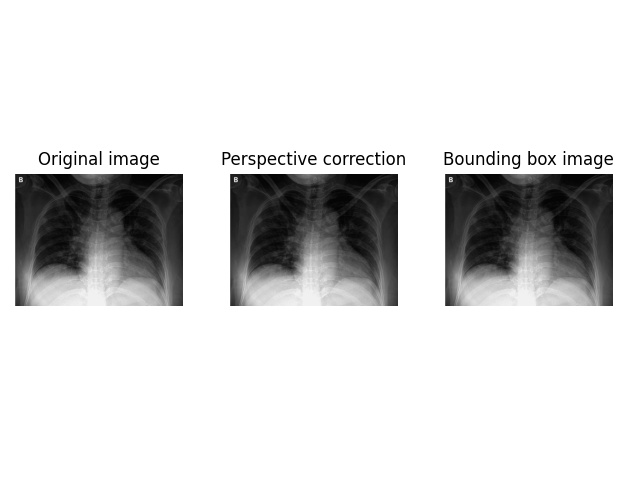 Original image
Perspective correction
Bounding box image
B
B
B